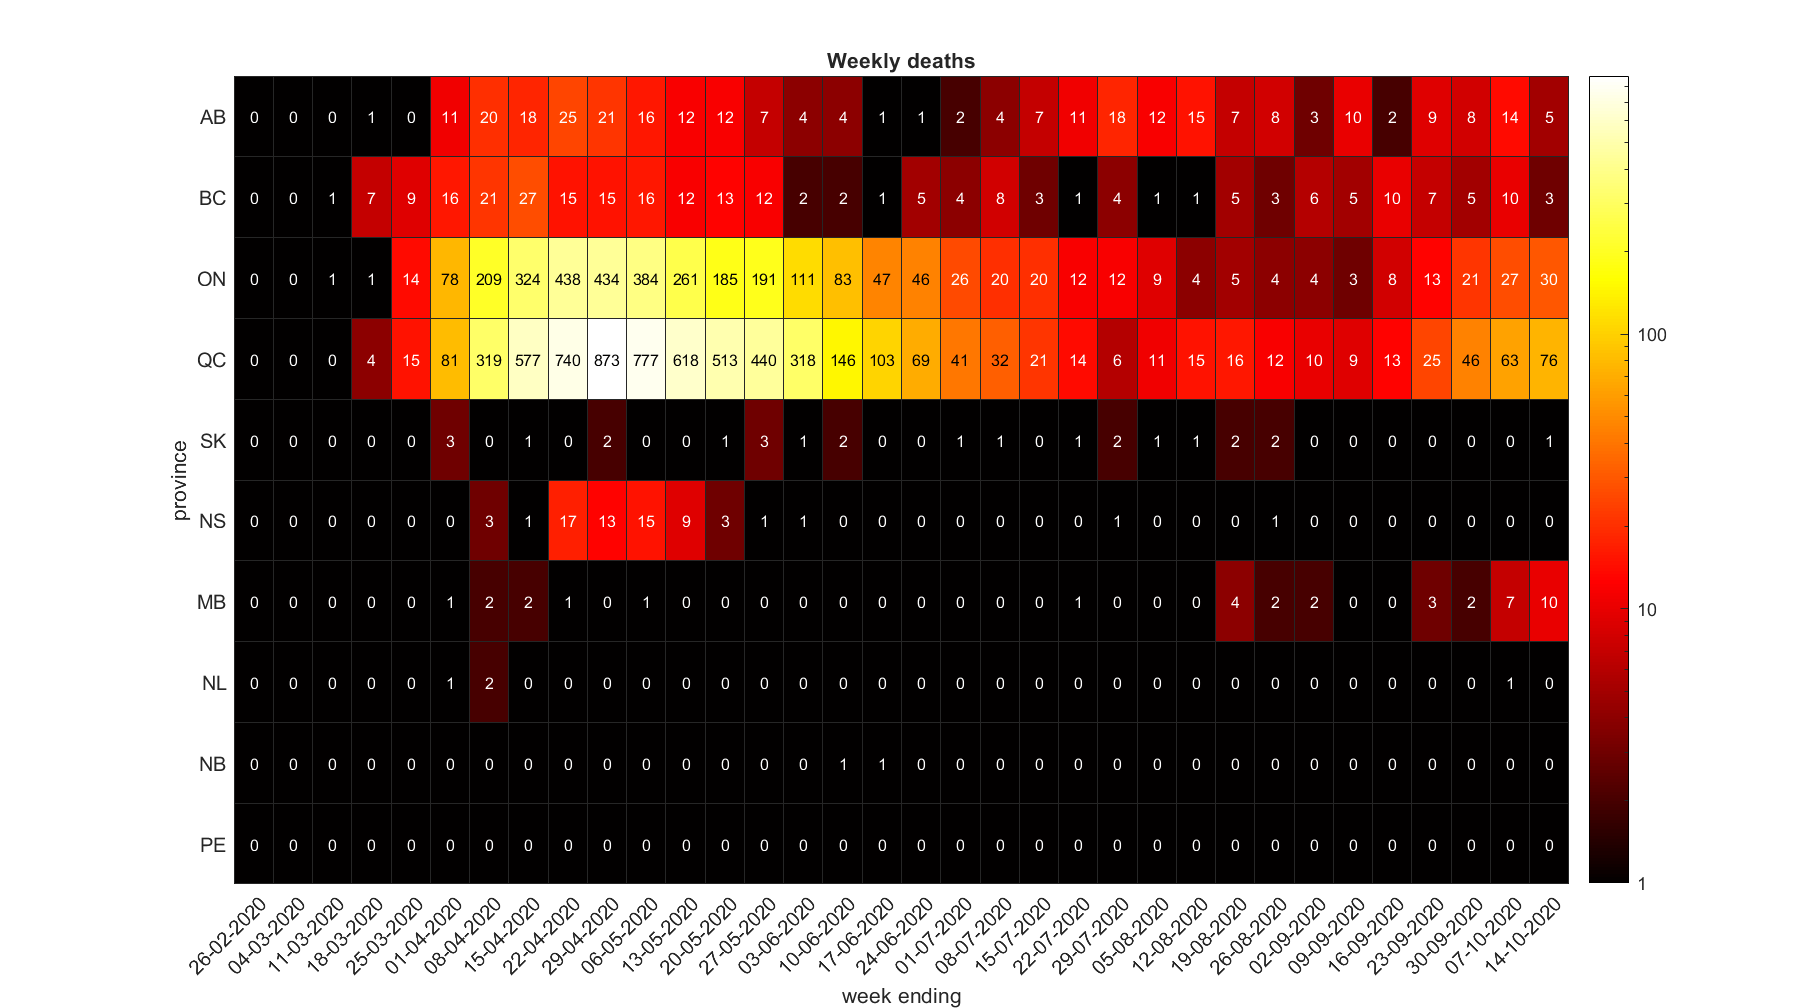 Weekly deaths
AB 0 0 0 1 0 11 20 18 25 21 16 12 12 7 4 4 1 1 2 4 7 11 18 12 15 7 8 3 10 2 9 8 14 5
BC 0 0 1 7 9 16 21 27 15 15 16 12 13 12 2 2 1 5 4 8 3 1 4 1 1 5 3 6 5 10 7 5 10 3
ON 0 0 1 1 14 78 209 324 438 434 384 261 185 191 111 83 47 46 26 20 20 12 12 9 4 5 4 4 3 8 13 21 27 30
QC 0 0 0 4 15 81 319 577 740 873 777 618 513 440 318 146 103 69 41 32 21 14 6 11 15 16 12 10 9 13 25 46 63 76
SK 0 0 0 0 0 3 0 1 0 2 0 0 1 3 1 2 0 0 1 1 0 1 2 1 1 2 2 0 0 0 0 0 0 1
NS 0 0 0 0 0 0 3 1 17 13 15 9 3 1 1 0 0 0 0 0 0 0 1 0 0 0 1 0 0 0 0 0 0 0
MB 0 0 0 0 0 1 2 2 1 0 1 0 0 0 0 0 0 0 0 0 0 1 0 0 0 4 2 2 0 0 3 2 7 10
NL 0 0 0 0 0 1 2 0 0 0 0 0 0 0 0 0 0 0 0 0 0 0 0 0 0 0 0 0 0 0 0 0 1 0
NB 0 0 0 0 0 0 0 0 0 0 0 0 0 0 0 1 1 0 0 0 0 0 0 0 0 0 0 0 0 0 0 0 0 0
PE 0 0 0 0 0 0 0 0 0 0 0 0 0 0 0 0 0 0 0 0 0 0 0 0 0 0 0 0 0 0 0 0 0 0
province
26-02-2020
04-03-2020
11-03-2020
18-03-2020
25-03-2020
01-04-2020
08-04-2020
15-04-2020
22-04-2020
29-04-2020
06-05-2020
13-05-2020
20-05-2020
27-05-2020
03-06-2020
10-06-2020
17-06-2020
24-06-2020
01-07-2020
08-07-2020
15-07-2020
22-07-2020
29-07-2020
05-08-2020
12-08-2020
19-08-2020
26-08-2020
02-09-2020
09-09-2020
16-09-2020
23-09-2020
30-09-2020
07-10-2020
14-10-2020
week ending
100
10
1